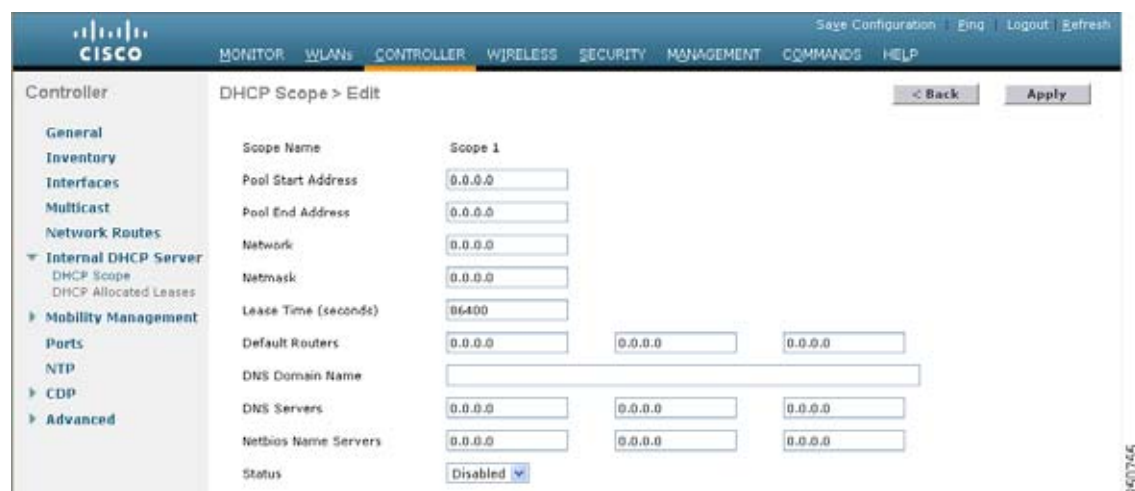 Save Configuration | Ping | Logout | Refresh
CISCO
MONITOR WLANs CONTROLLER WIRELESS SECURITY MANAGEMENT COMMANDS HELP
Controller
DHCP Scope > Edit
< Back
Apply
General
Inventory
Interfaces
Multicast
Network Routes
Internal DHCP Server
DHCP Scope
DHCP Allocated Leases
Mobility Management
Ports
NTP
CDP
Advanced
Scope Name Scope 1
Pool Start Address 0.0.0.0
Pool End Address 0.0.0.0
Network 0.0.0.0
Netmask 0.0.0.0
Lease Time (seconds) 86400
Default Routers 0.0.0.0 0.0.0.0 0.0.0.0
DNS Domain Name
DNS Servers 0.0.0.0 0.0.0.0 0.0.0.0
Netbios Name Servers 0.0.0.0 0.0.0.0 0.0.0.0
Status Disabled